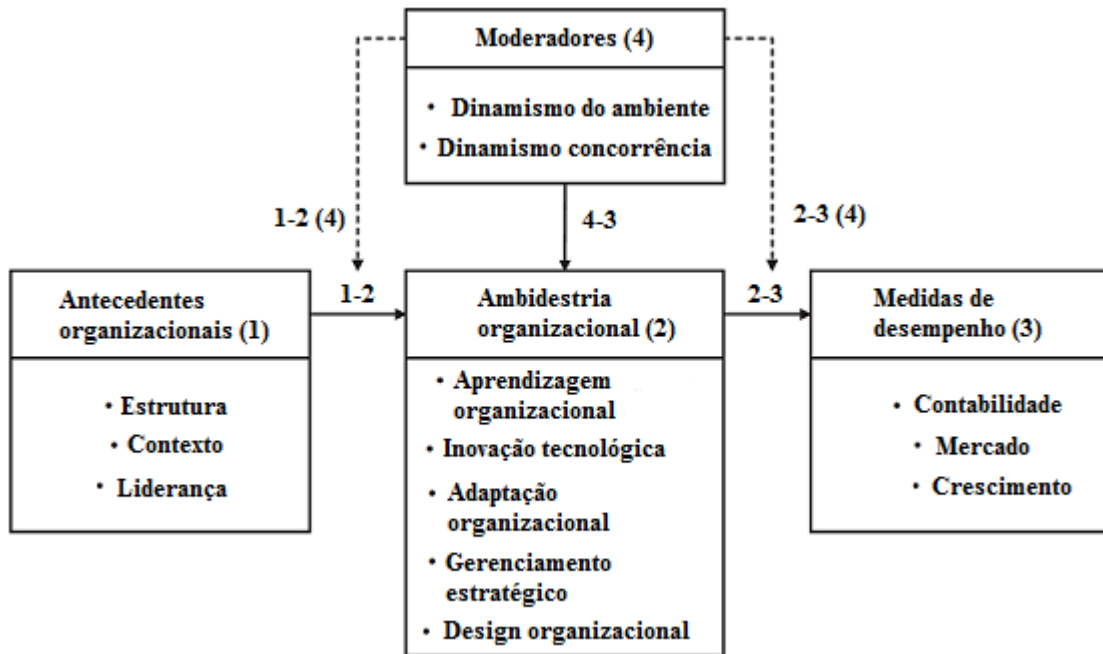 Moderadores (4)
• Dinamismo do ambiente
• Dinamismo concorrência
1-2 (4)
4-3
2-3 (4)
Antecedentes
organizacionais (1)
• Estrutura
• Contexto
• Liderança
1-2
Ambidestria
organizacional (2)
• Aprendizagem
organizacional
• Inovação tecnológica
• Adaptação
organizacional
• Gerenciamento
estratégico
• Design organizacional
2-3
Medidas de
desempenho (3)
• Contabilidade
• Mercado
• Crescimento